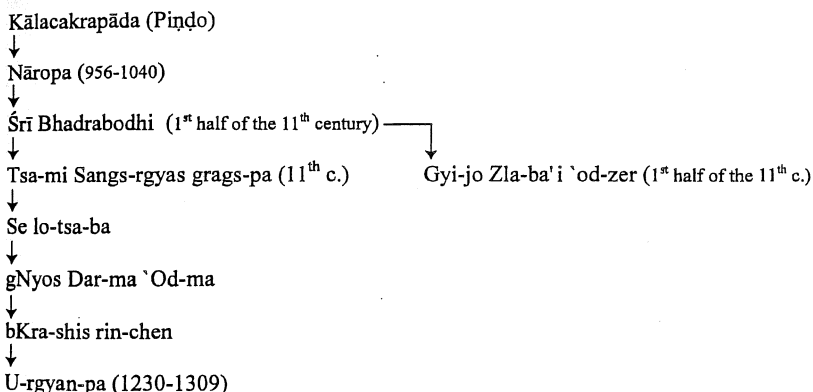 Kālacakrapāda (Piṇḍo)
↓
Nāropa (956-1040)
↓
Śrī Bhadrabodhi (1st half of the 11th century)
↓
Tsa-mi Sangs-rgyas grags-pa (11th c.) Gyi-jo Zla-ba'i `od-zer (1st half of the 11th c.)
↓
Se lo-tsa-ba
↓
gNyos Dar-ma `Od-ma
↓
bKra-shis rin-chen
↓
U-rgyan-pa (1230-1309)